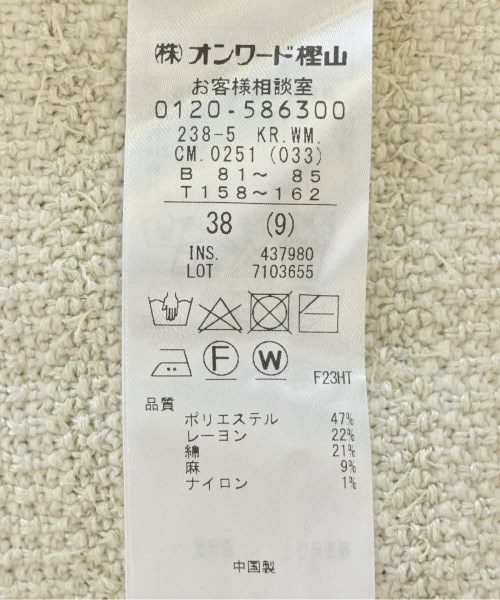 (株)オンワード樫山
お客様相談室
0120-586300
238-5 KR.WM.
CM.0251 (033)
B 81～ 85
T158～162
38 (9)
INS. 437980
LOT 7103655
F W
F23HT
品質
ポリエステル 47%
レーヨン 22%
綿 21%
麻 9%
ナイロン 1%
中国製